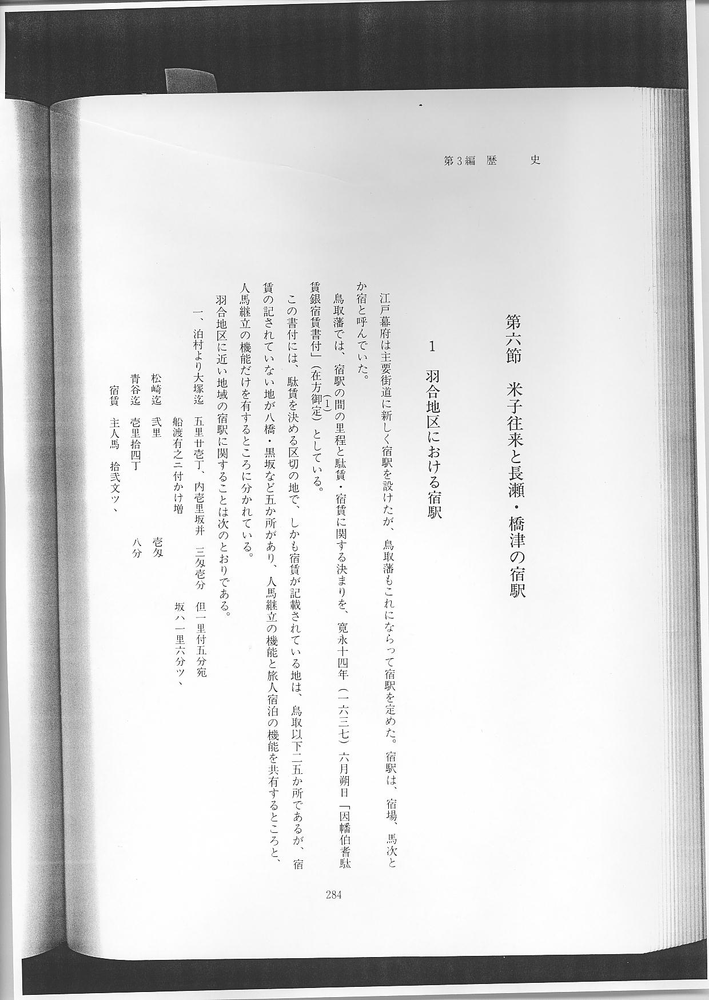 第3編 歴 史
第六節 米子往来と長瀬・橋津の宿駅
1 羽合地区における宿駅
江戸幕府は主要街道に新しく宿駅を設けたが、鳥取藩もこれにならって宿駅を定めた。宿駅は、宿場、馬次と
か宿と呼んでいた。
鳥取藩では、宿駅の間の里程と駄賃・宿賃に関する決まりを、寛永十四年（一六三七）六月朔日「因幡伯耆駄
賃銀宿賃書付」（在方御定）(1)としている。
この書付には、駄賃を決める区切の地で、しかも宿賃が記載されている地は、鳥取以下二五か所であるが、宿
賃の記されていない地が八橋・黒坂など五か所があり、人馬継立の機能と旅人宿泊の機能を共有するところと、
人馬継立の機能だけを有するところに分かれている。
羽合地区に近い地域の宿駅に関することは次のとおりである。
一、泊村より大塚迄 五里廿壱丁、内壱里坂并 三匁壱分 但一里付五分宛
船渡有之ニ付かけ増 坂ハ一里六分ツヽ
松崎迄 弐里 壱匁
青谷迄 壱里拾四丁 八分
宿賃 主人馬 拾弐文ツヽ
284